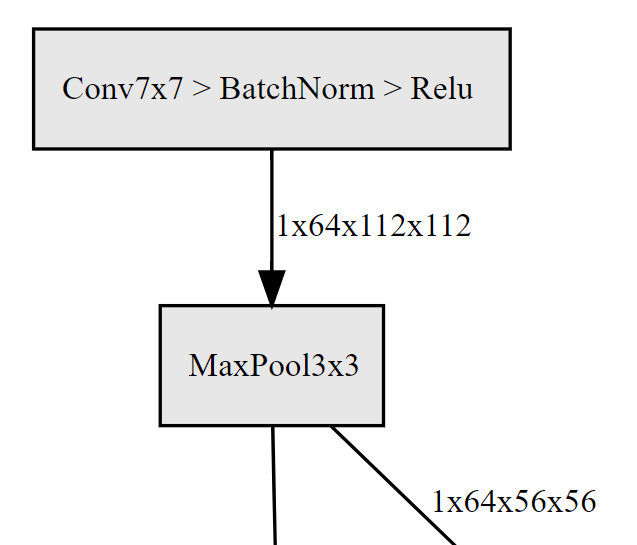 Conv7x7 > BatchNorm > Relu
1x64x112x112
MaxPool3x3
1x64x56x56